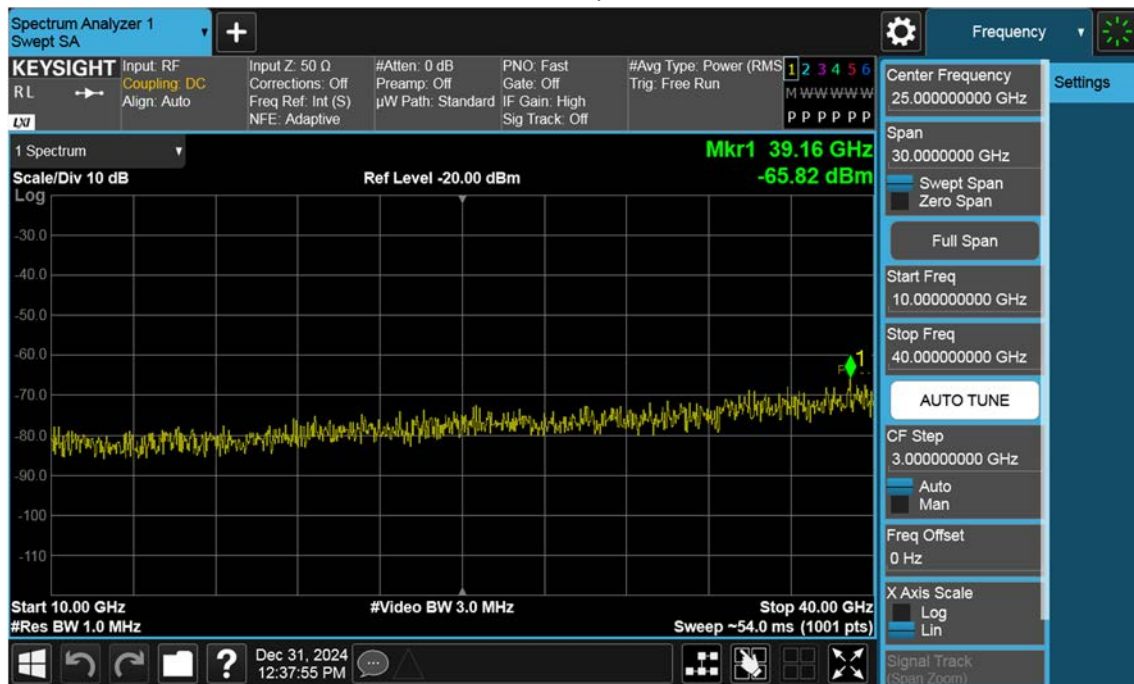 Spectrum Analyzer 1
Swept SA
+
Frequency
KEYSIGHT
R L
LXI
Input: RF
Coupling: DC
Align: Auto
Input Z: 50 Ω
Corrections: Off
Freq Ref: Int (S)
NFE: Adaptive
#Atten: 0 dB
Preamp: Off
µW Path: Standard
PNO: Fast
Gate: Off
IF Gain: High
Sig Track: Off
#Avg Type: Power (RMS
Trig: Free Run
1 2 3 4 5 6
M W W W W W
P P P P P P
1 Spectrum
Scale/Div 10 dB
Ref Level -20.00 dBm
Mkr1 39.16 GHz
-65.82 dBm
Log
-30.0
-40.0
-50.0
-60.0
-70.0
-80.0
-90.0
-100
-110
1
Start 10.00 GHz
#Res BW 1.0 MHz
#Video BW 3.0 MHz
Stop 40.00 GHz
Sweep ~54.0 ms (1001 pts)
Center Frequency
25.000000000 GHz
Span
30.0000000 GHz
Swept Span
Zero Span
Full Span
Start Freq
10.000000000 GHz
Stop Freq
40.000000000 GHz
AUTO TUNE
CF Step
3.000000000 GHz
Auto
Man
Freq Offset
0 Hz
X Axis Scale
Log
Lin
Signal Track
(Span Zoom)
Settings
?
Dec 31, 2024
12:37:55 PM